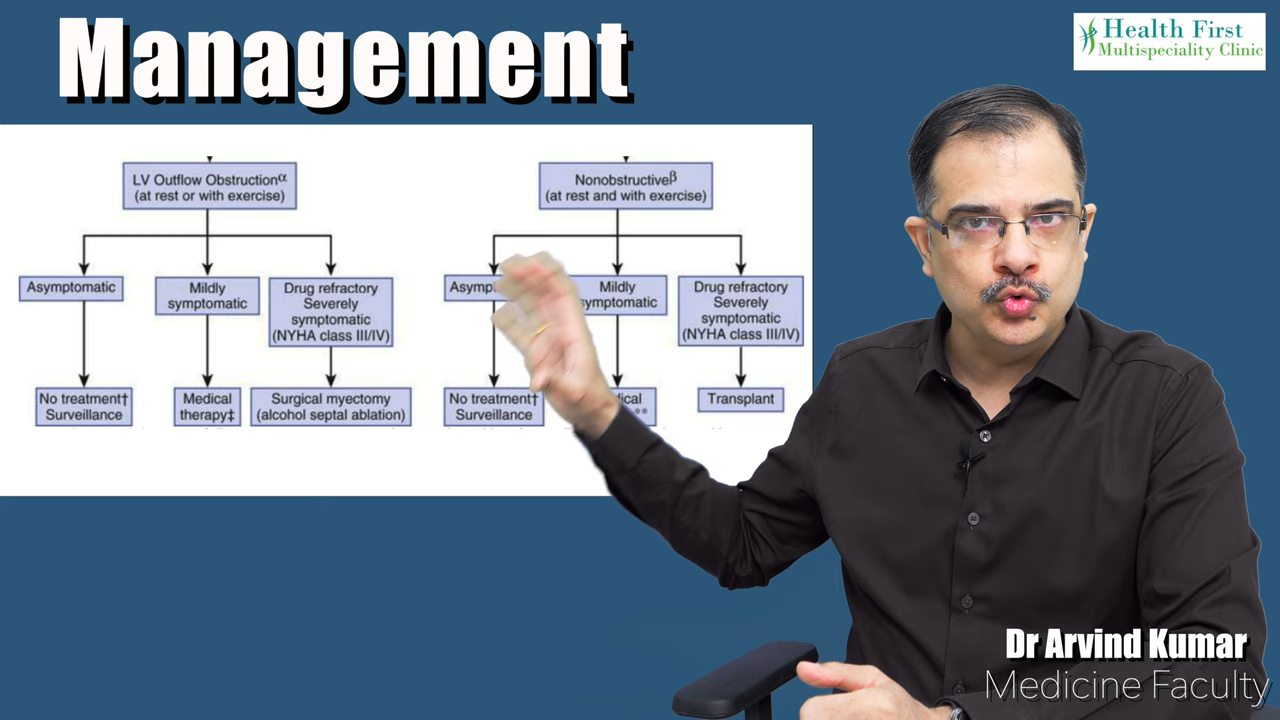 Management
Health First
Multispeciality Clinic
LV Outflow Obstructionα
(at rest or with exercise)
Asymptomatic
Mildly
symptomatic
Drug refractory
Severely
symptomatic
(NYHA class III/IV)
No treatment†
Surveillance
Medical
therapy‡
Surgical myectomy
(alcohol septal ablation)
Nonobstructiveβ
(at rest and with exercise)
Mildly
symptomatic
Drug refractory
Severely
symptomatic
(NYHA class III/IV)
No treatment†
Surveillance
**
Transplant
Dr Arvind Kumar
Medicine Faculty